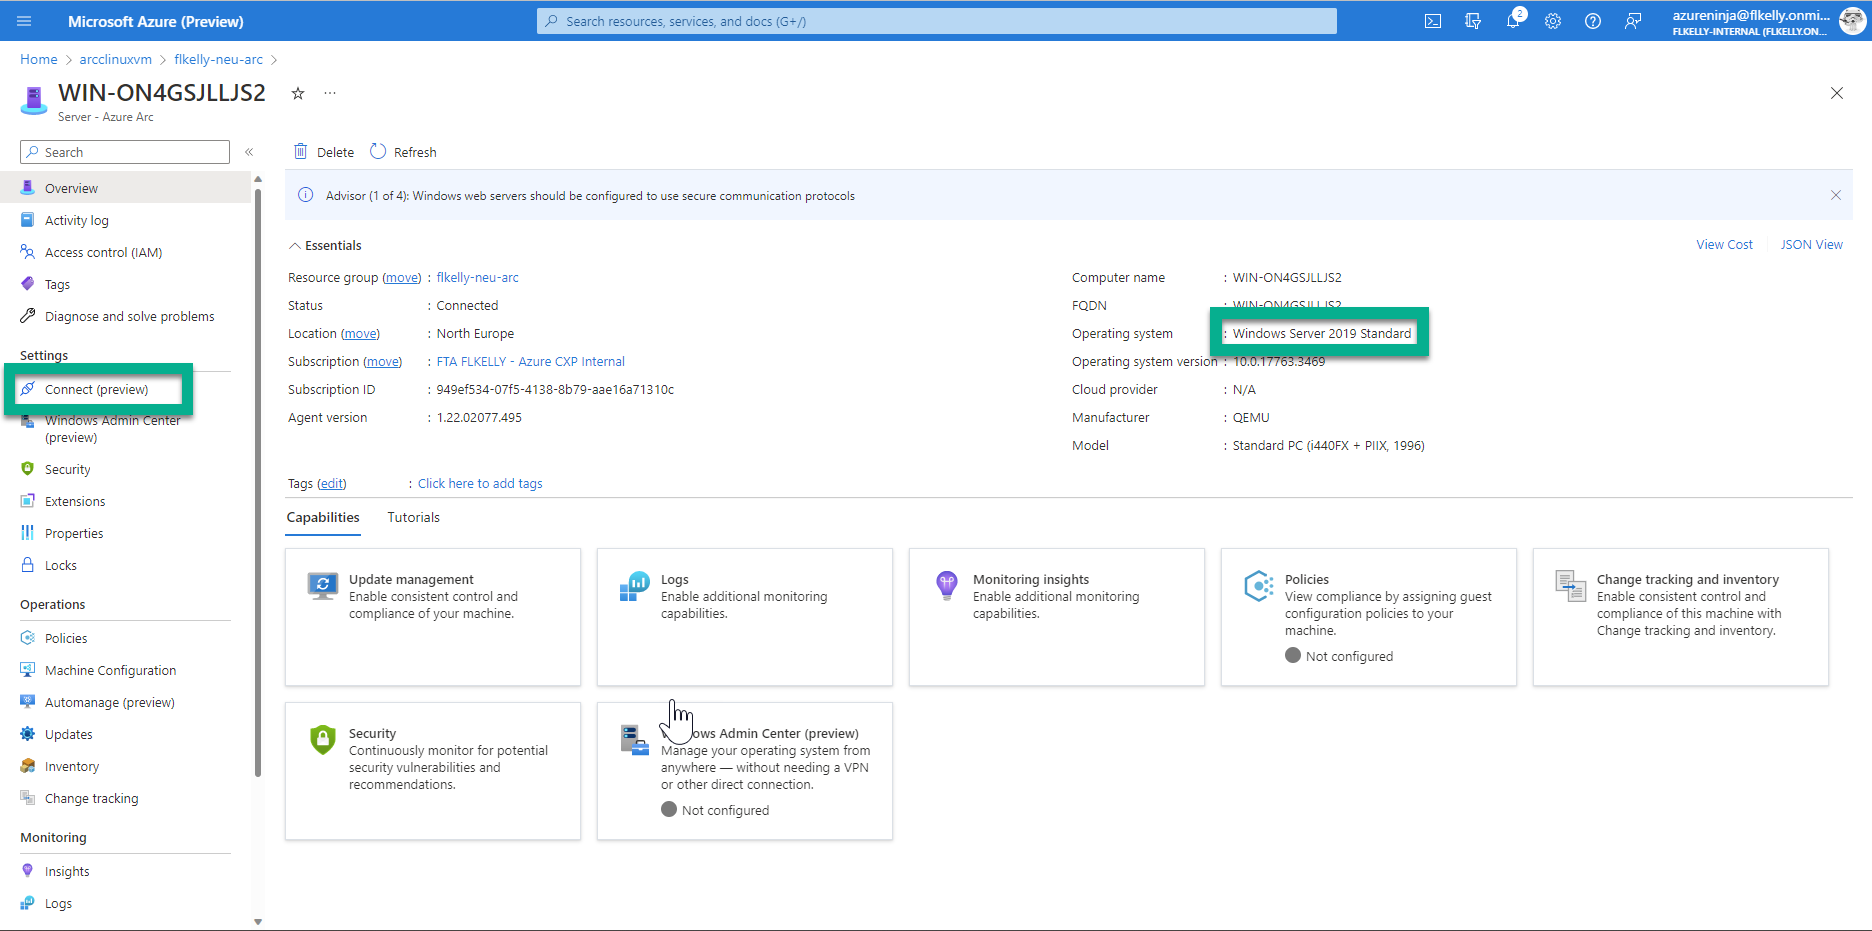 Microsoft Azure (Preview)
Search resources, services, and docs (G+/)
2
azureninja@flkelly.onmi...
FLKELLY-INTERNAL (FLKELLY.ON...
Home > arcclinuxvm > flkelly-neu-arc >
WIN-ON4GSJLLJS2
Server - Azure Arc
Search
Overview
Activity log
Access control (IAM)
Tags
Diagnose and solve problems
Settings
Connect (preview)
Windows Admin Center
(preview)
Security
Extensions
Properties
Locks
Operations
Policies
Machine Configuration
Automanage (preview)
Updates
Inventory
Change tracking
Monitoring
Insights
Logs
Delete
Refresh
Advisor (1 of 4): Windows web servers should be configured to use secure communication protocols
Essentials
View Cost
JSON View
Resource group (move) : flkelly-neu-arc
Status : Connected
Location (move) : North Europe
Subscription (move) : FTA FLKELLY - Azure CXP Internal
Subscription ID : 949ef534-07f5-4138-8b79-aae16a71310c
Agent version : 1.22.02077.495
Computer name : WIN-ON4GSJLLJS2
FQDN : WIN-ON4GSJLLJS2
Operating system : Windows Server 2019 Standard
Operating system version : 10.0.17763.3469
Cloud provider : N/A
Manufacturer : QEMU
Model : Standard PC (i440FX + PIIX, 1996)
Tags (edit) : Click here to add tags
Capabilities
Tutorials
Update management
Enable consistent control and
compliance of your machine.
Logs
Enable additional monitoring
capabilities.
Monitoring insights
Enable additional monitoring
capabilities.
Policies
View compliance by assigning guest
configuration policies to your
machine.
Not configured
Change tracking and inventory
Enable consistent control and
compliance of this machine with
Change tracking and inventory.
Security
Continuously monitor for potential
security vulnerabilities and
recommendations.
Windows Admin Center (preview)
Manage your operating system from
anywhere — without needing a VPN
or other direct connection.
Not configured